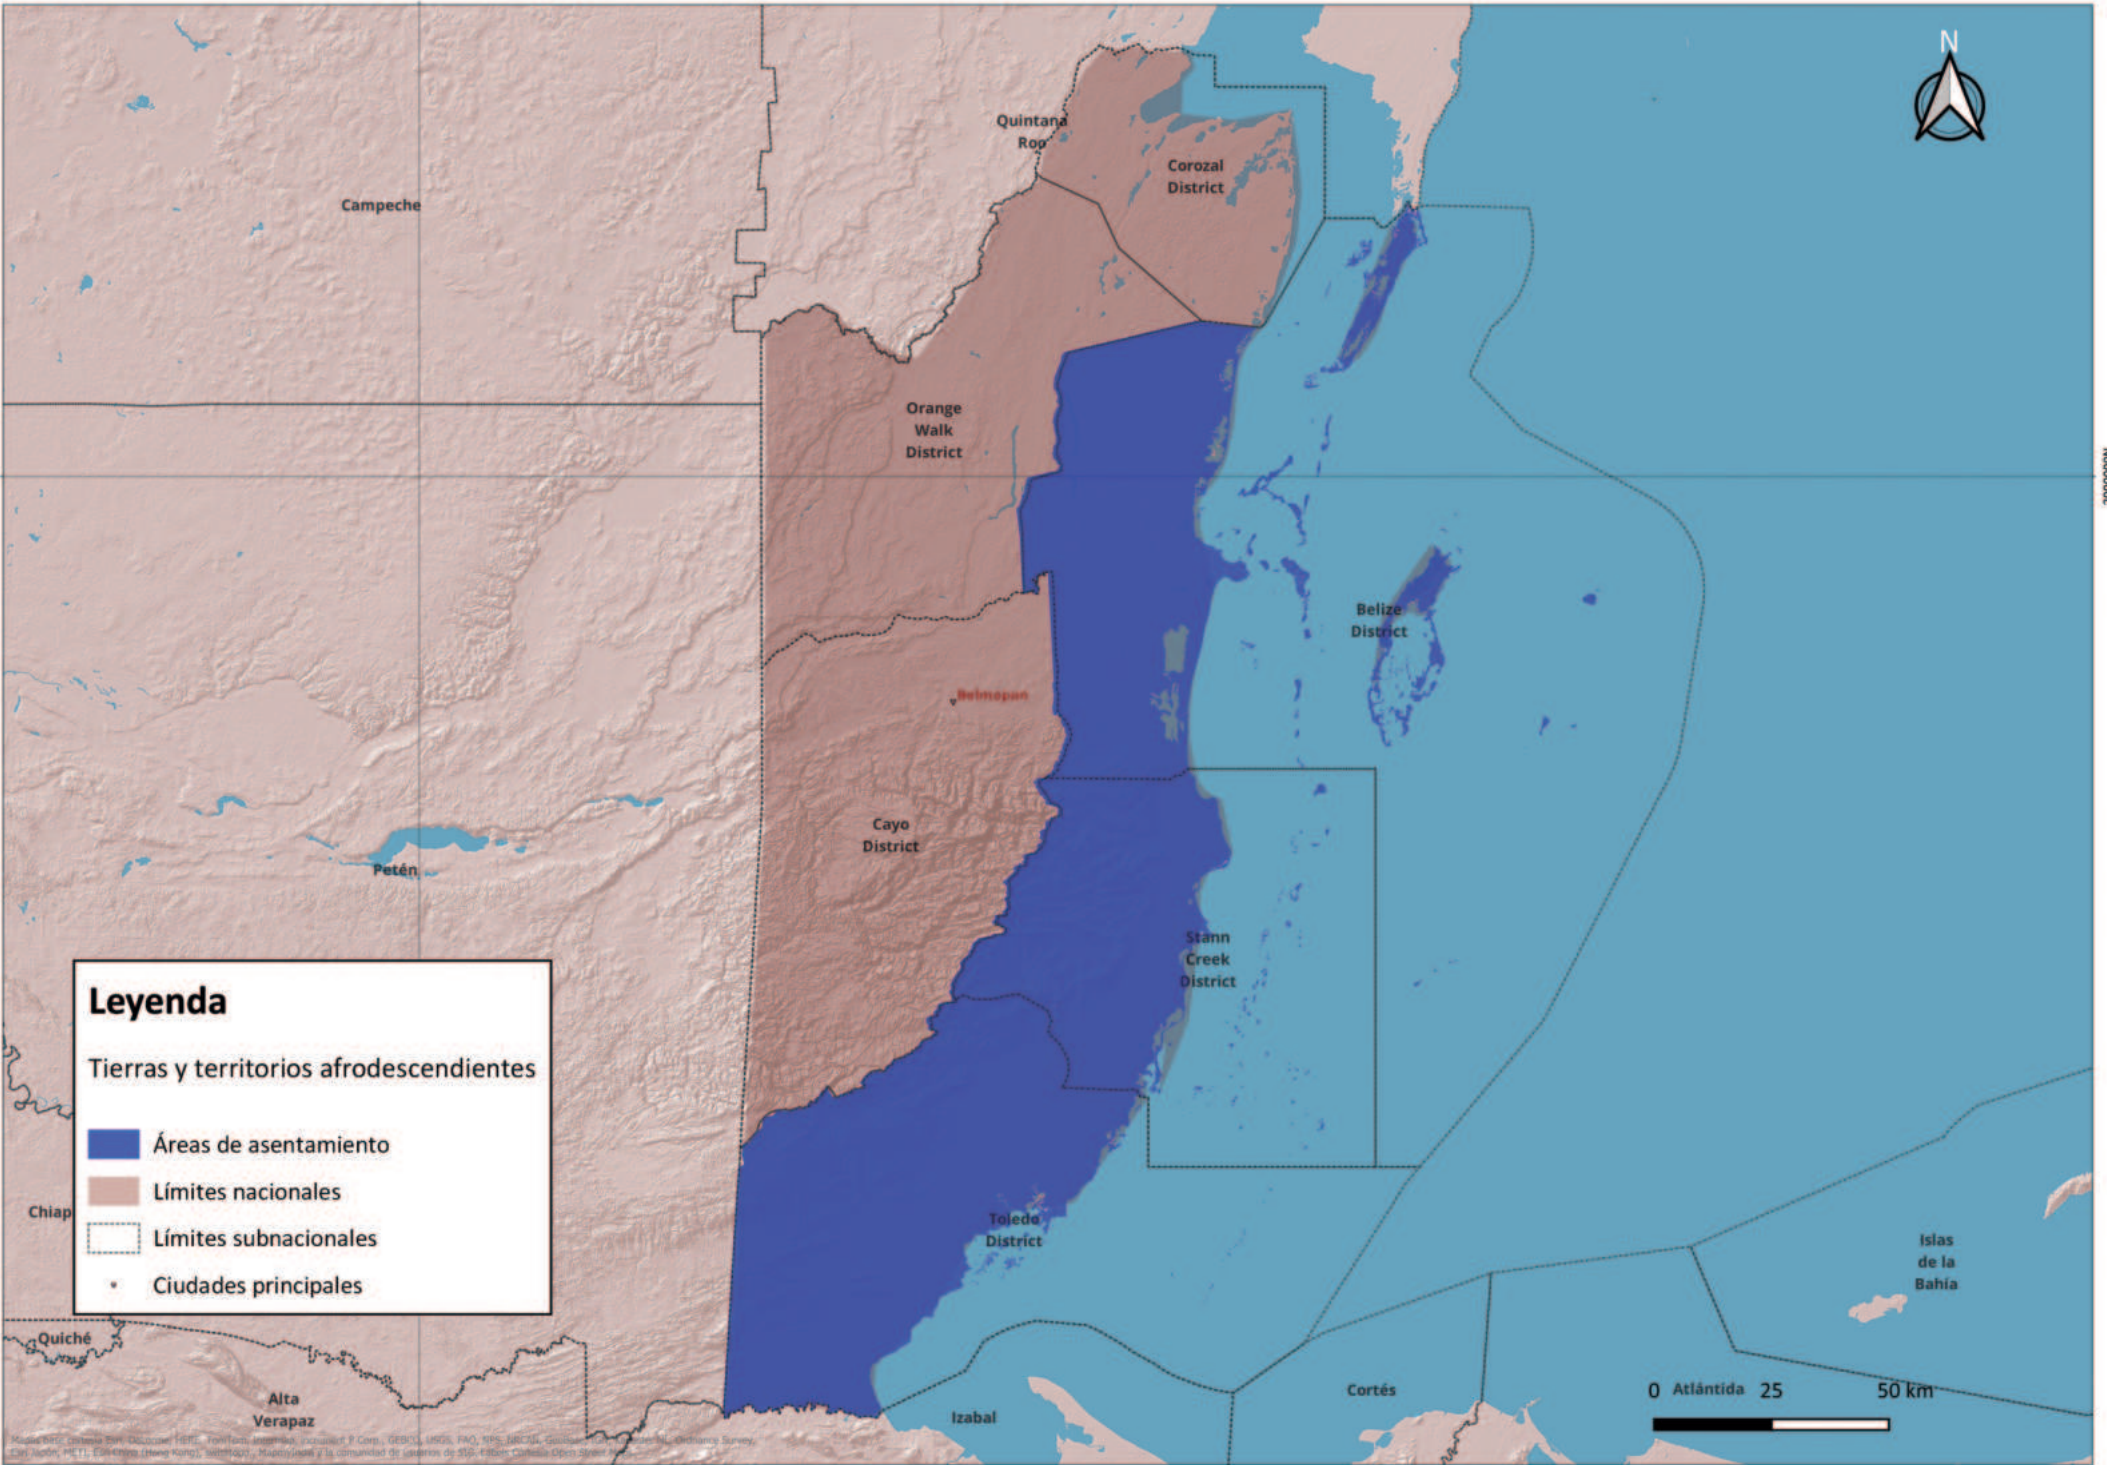 N
Quintana
Roo
Corozal
District
Campeche
Orange
Walk
District
Belize
District
Belmopan
Cayo
District
Petén
Stann
Creek
District
Leyenda
Tierras y territorios afrodescendientes
Áreas de asentamiento
Límites nacionales
Límites subnacionales
Ciudades principales
Chiap
Toledo
District
Islas
de la
Bahía
Quiché
Alta
Verapaz
Izabal
Cortés
Atlántida
0 25 50 km